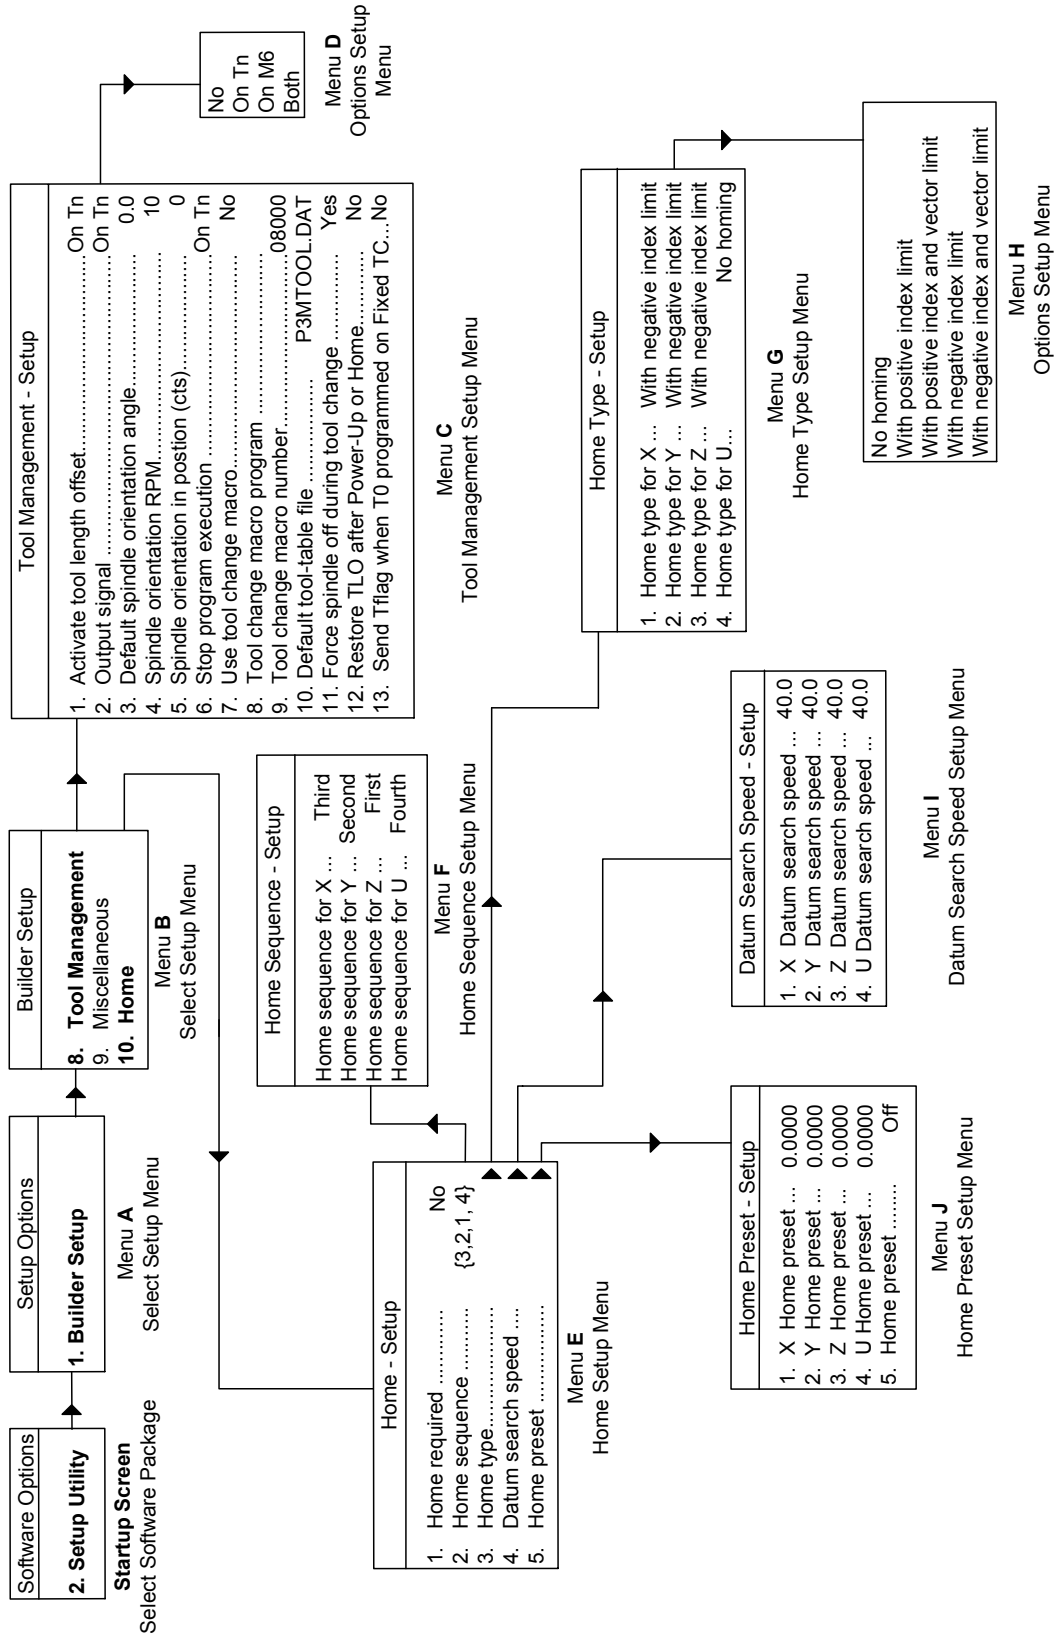 Software Options
2. Setup Utility
Startup Screen
Select Software Package
Setup Options
1. Builder Setup
Menu A
Select Setup Menu
Builder Setup
8. Tool Management
9. Miscellaneous
10. Home
Menu B
Select Setup Menu
Tool Management - Setup
1. Activate tool length offset.......................... On Tn
2. Output signal ........................................... On Tn
3. Default spindle orientation angle................ 0.0
4. Spindle orientation RPM............................ 10
5. Spindle orientation in postion (cts)............. 0
6. Stop program execution ........................... On Tn
7. Use tool change macro............................. No
8. Tool change macro program ....................
9. Tool change macro number......................08000
10. Default tool-table file .................... P3MTOOL.DAT
11. Force spindle off during tool change ............ Yes
12. Restore TLO after Power-Up or Home......... No
13. Send Tflag when T0 programmed on Fixed TC...No
Menu C
Tool Management Setup Menu
No
On Tn
On M6
Both
Menu D
Options Setup
Menu
Home - Setup
1. Home required ................. No
2. Home sequence ............. {3,2,1, 4}
3. Home type.......................
4. Datum search speed ....
5. Home preset .....................
Menu E
Home Setup Menu
Home Sequence - Setup
Home sequence for X ... Third
Home sequence for Y ... Second
Home sequence for Z ... First
Home sequence for U ... Fourth
Menu F
Home Sequence Setup Menu
Home Type - Setup
1. Home type for X ... With negative index limit
2. Home type for Y ... With negative index limit
3. Home type for Z ... With negative index limit
4. Home type for U... No homing
Menu G
Home Type Setup Menu
No homing
With positive index limit
With positive index and vector limit
With negative index limit
With negative index and vector limit
Menu H
Options Setup Menu
Datum Search Speed - Setup
1. X Datum search speed ... 40.0
2. Y Datum search speed ... 40.0
3. Z Datum search speed ... 40.0
4. U Datum search speed ... 40.0
Menu I
Datum Search Speed Setup Menu
Home Preset - Setup
1. X Home preset ... 0.0000
2. Y Home preset ... 0.0000
3. Z Home preset ... 0.0000
4. U Home preset ... 0.0000
5. Home preset ........ Off
Menu J
Home Preset Setup Menu